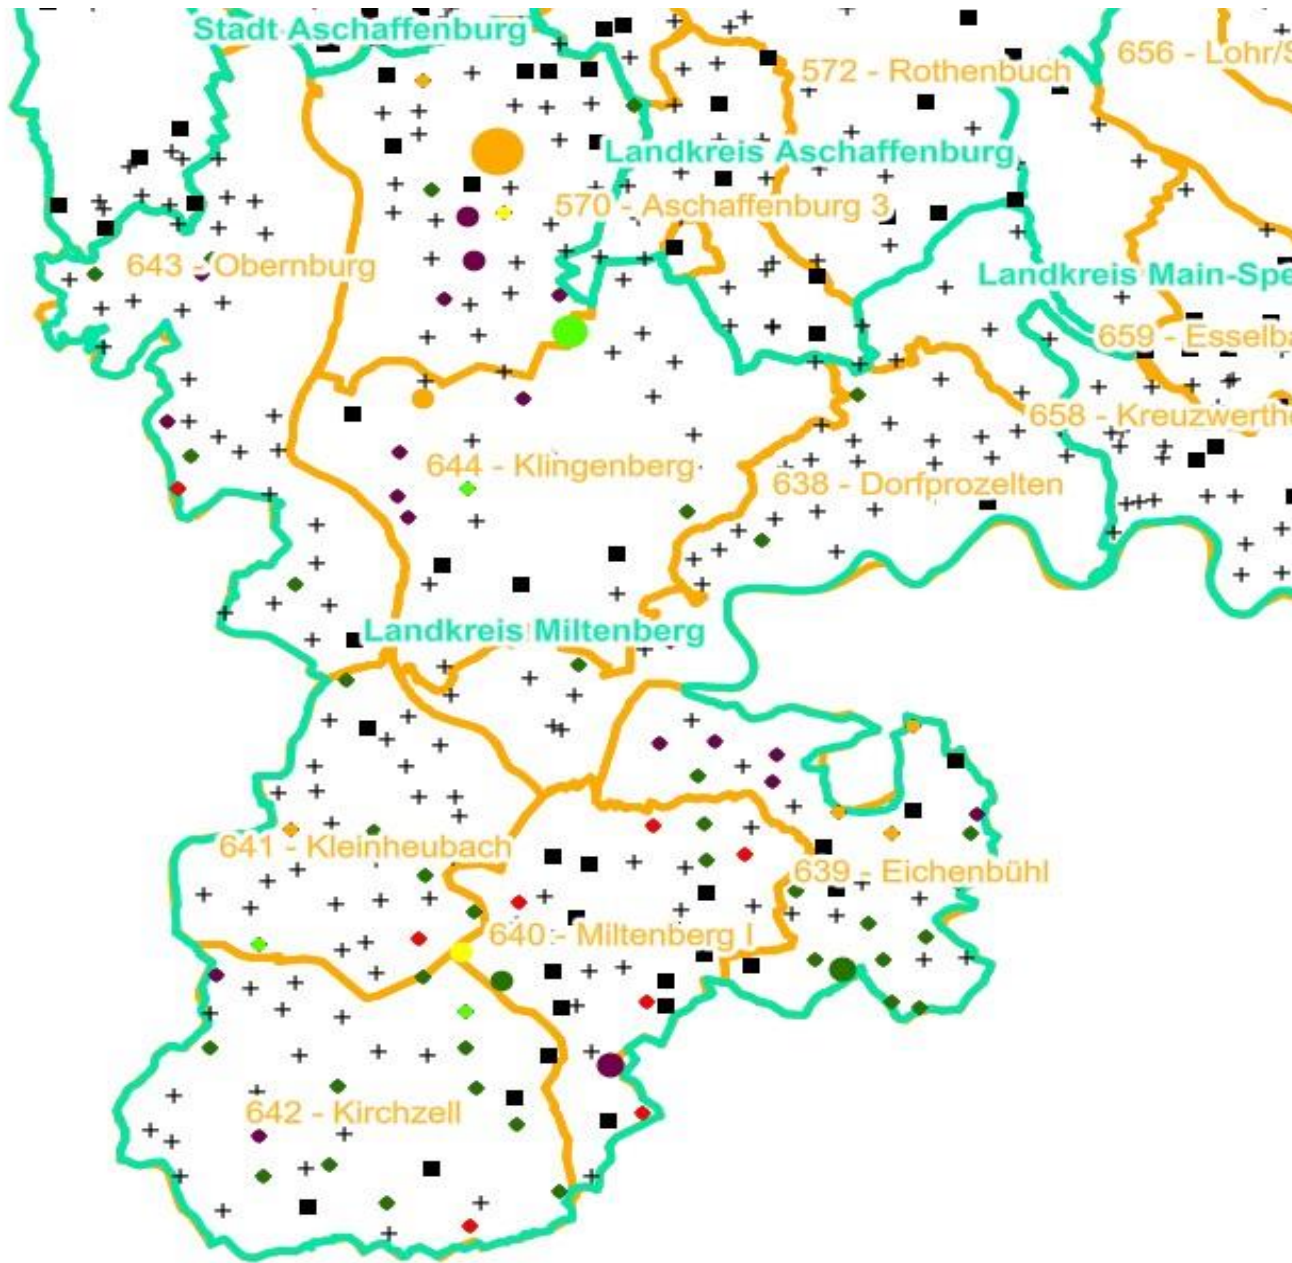 Stadt Aschaffenburg
656 - Lohr/S
572 - Rothenbuch
Landkreis Aschaffenburg
570 - Aschaffenburg 3
643 - Obernburg
Landkreis Main-Spe
659 - Esselba
658 - Kreuzwerthe
644 - Klingenberg
638 - Dorfprozelten
Landkreis Miltenberg
641 - Kleinheubach
639 - Eichenbühl
640 - Miltenberg I
642 - Kirchzell